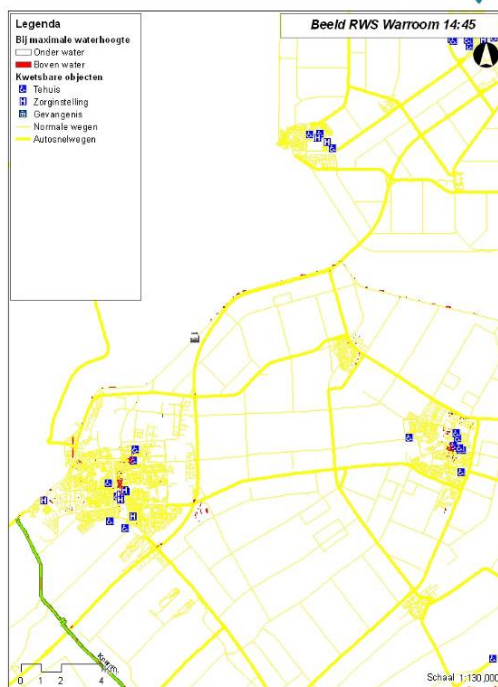 Legenda
Bij maximale waterhoogte
Onder water
Boven water
Kwetsbare objecten
Tehuis
Zorginstelling
Gevangenis
Normale wegen
Autosnelwegen
Beeld RWS Warroom 14:45
0 1 2 4
Schaal 1:130,000